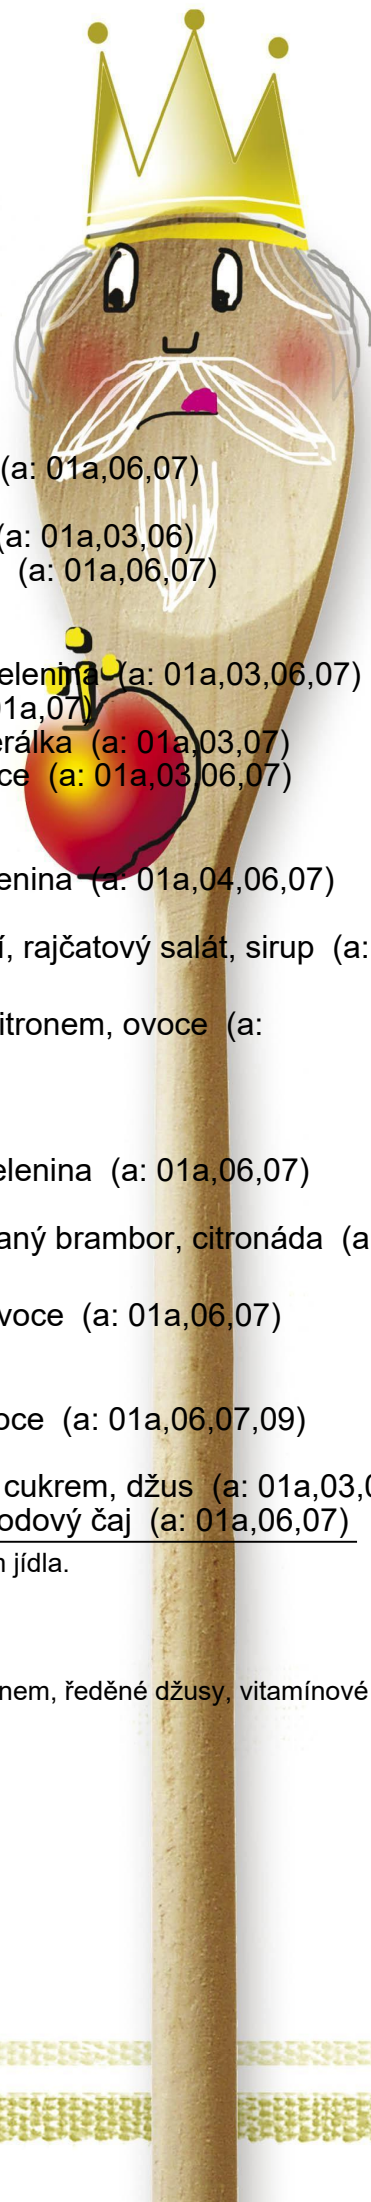 (a: 01a,06,07)
(a: 01a,03,06)
(a: 01a,06,07)
elenina (a: 01a,03,06,07)
01a,07)
erálka (a: 01a,03,07)
ce (a: 01a,03,06,07)
enina (a: 01a,04,06,07)
í, rajčatový salát, sirup (a:
itronem, ovoce (a:
elenina (a: 01a,06,07)
aný brambor, citronáda (a
voce (a: 01a,06,07)
oce (a: 01a,06,07,09)
cukrem, džus (a: 01a,03,0
odový čaj (a: 01a,06,07)
jídla.
nem, ředěné džusy, vitamínové